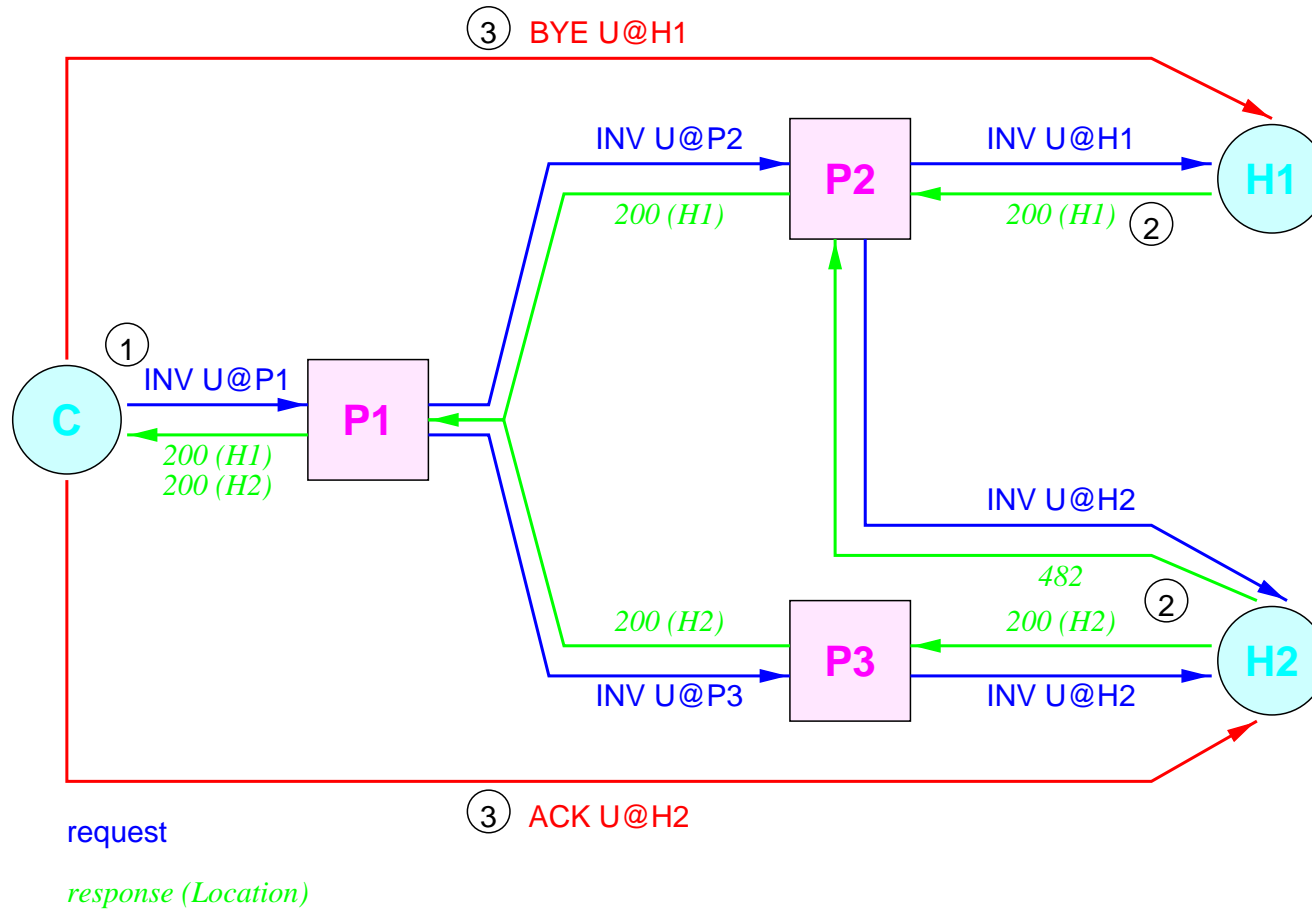 3 BYE U@H1
INV U@P2
P2
INV U@H1
H1
200 (H1)
200 (H1)
2
1
INV U@P1
C
P1
200 (H1)
200 (H2)
INV U@H2
482
2
200 (H2)
P3
200 (H2)
H2
INV U@P3
INV U@H2
3 ACK U@H2
request
response (Location)